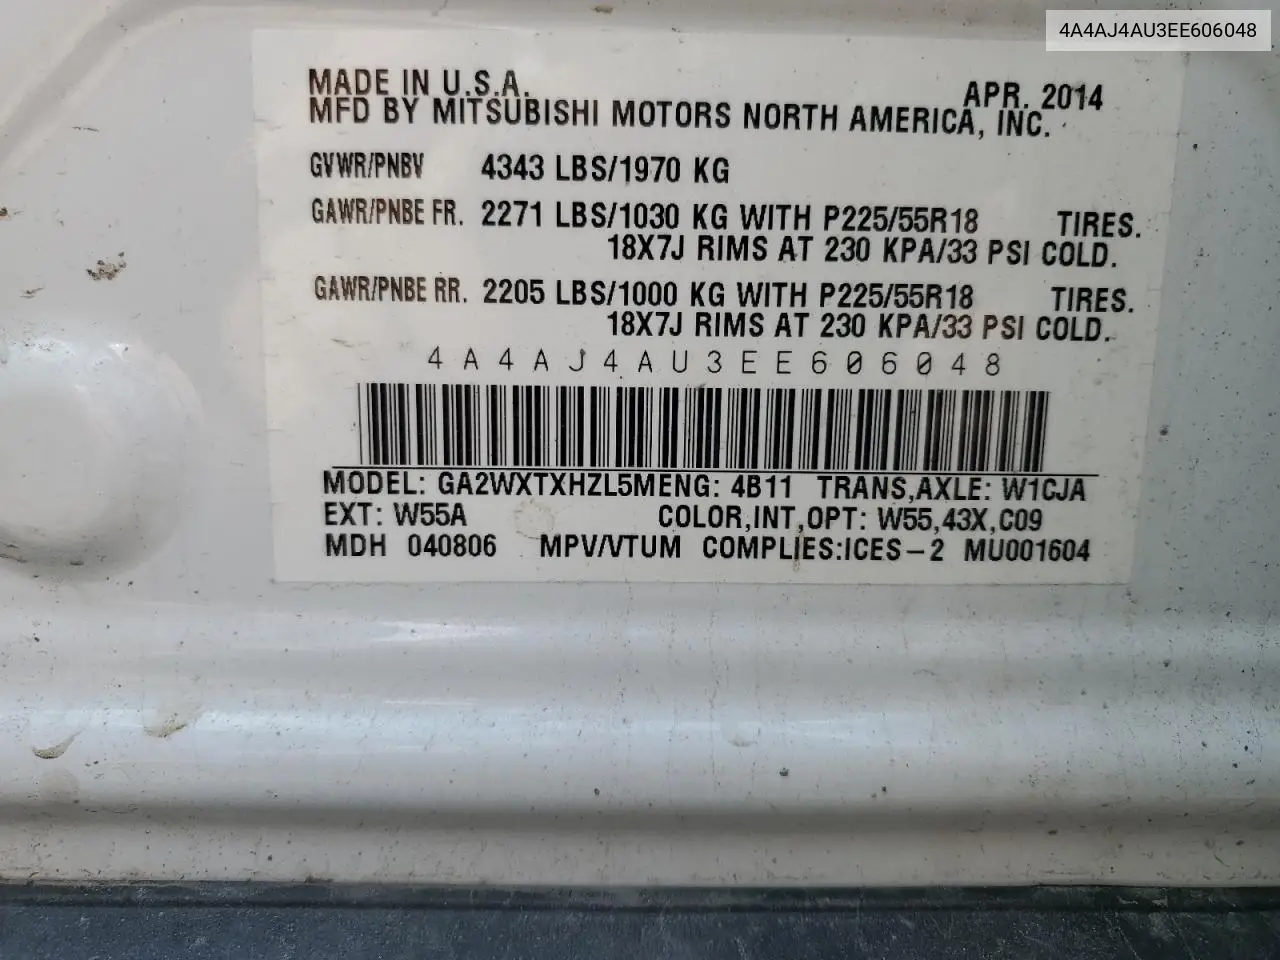 4A4AJ4AU3EE606048
MADE IN U.S.A. APR. 2014
MFD BY MITSUBISHI MOTORS NORTH AMERICA, INC.
GVWR/PNBV 4343 LBS/1970 KG
GAWR/PNBE FR. 2271 LBS/1030 KG WITH P225/55R18 TIRES.
18X7J RIMS AT 230 KPA/33 PSI COLD.
GAWR/PNBE RR. 2205 LBS/1000 KG WITH P225/55R18 TIRES.
18X7J RIMS AT 230 KPA/33 PSI COLD.
4A4AJ4AU3EE606048
MODEL: GA2WXTXHZL5MENG: 4B11 TRANS,AXLE: W1CJA
EXT: W55A COLOR,INT,OPT: W55,43X,C09
MDH 040806 MPV/VTUM COMPLIES:ICES-2 MU001604